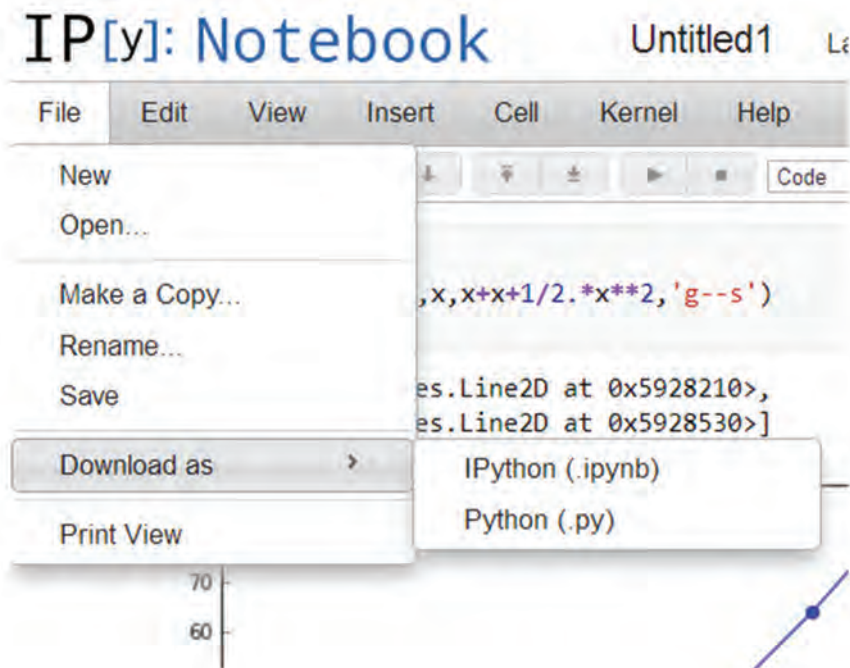 IP[y]: Notebook Untitled1 La
File Edit View Insert Cell Kernel Help
New
Code
Open...
,x,x+x+1/2.*x**2,'g--s')
Make a Copy...
Rename...
Save
es.Line2D at 0x5928210>,
es.Line2D at 0x5928530>]
Download as
IPython (.ipynb)
Python (.py)
Print View
70
60